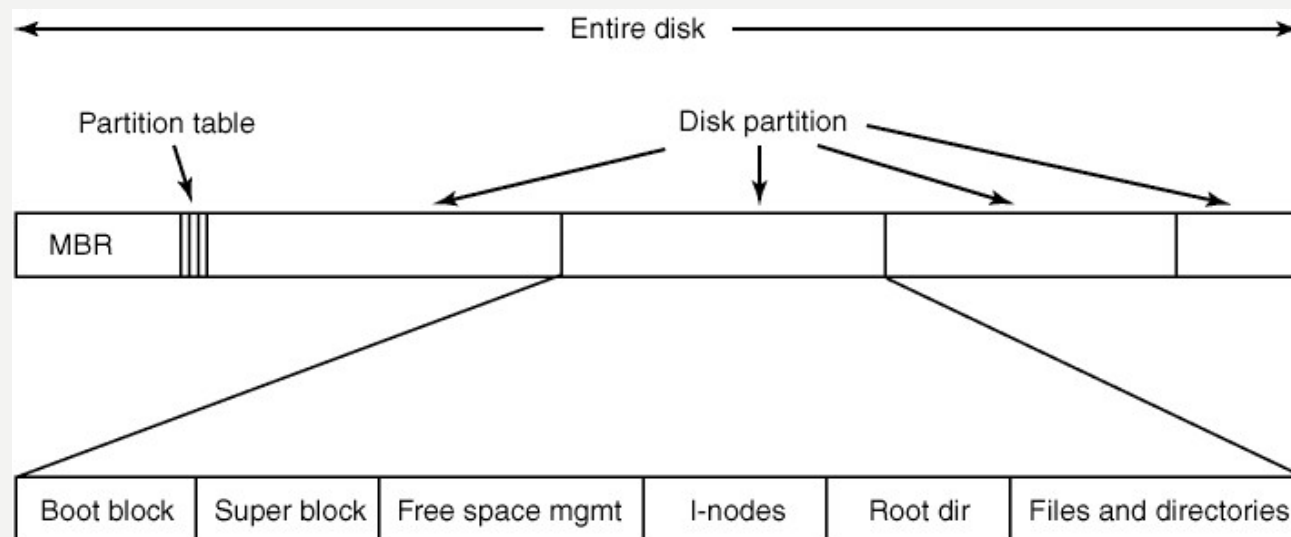 Entire disk
Partition table
Disk partition
MBR
Boot block
Super block
Free space mgmt
I-nodes
Root dir
Files and directories